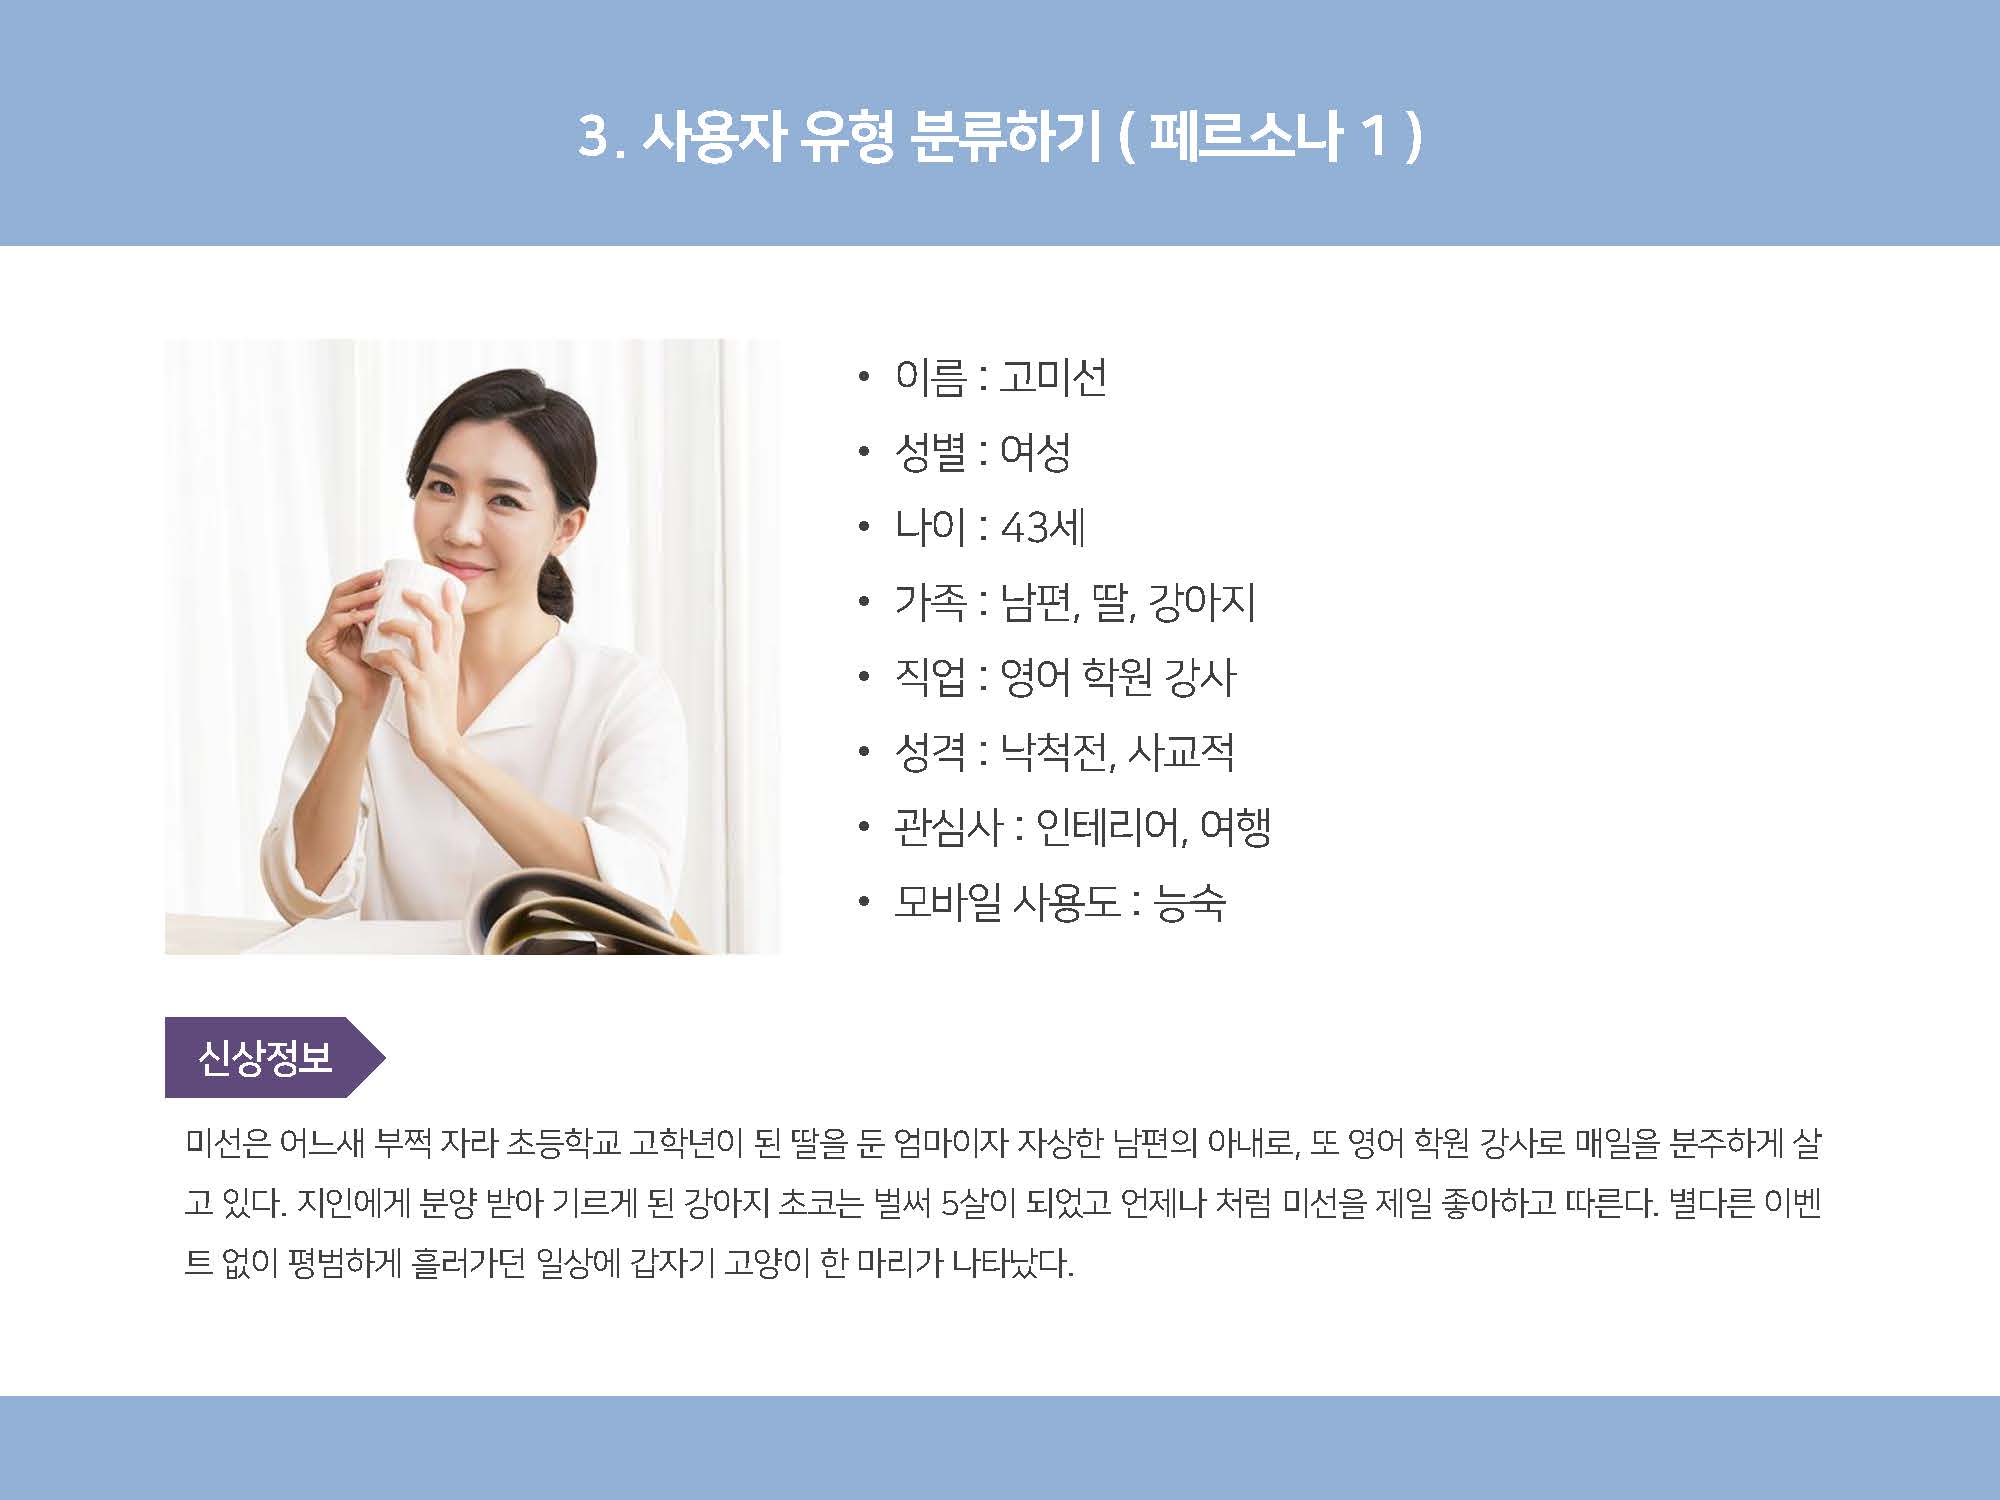 3. 사용자 유형 분류하기 ( 페르소나 1 )
• 이름 : 고미선
• 성별 : 여성
• 나이 : 43세
• 가족 : 남편, 딸, 강아지
• 직업 : 영어 학원 강사
• 성격 : 낙척전, 사교적
• 관심사 : 인테리어, 여행
• 모바일 사용도 : 능숙
신상정보
미선은 어느새 부쩍 자라 초등학교 고학년이 된 딸을 둔 엄마이자 자상한 남편의 아내로, 또 영어 학원 강사로 매일을 분주하게 살
고 있다. 지인에게 분양 받아 기르게 된 강아지 초코는 벌써 5살이 되었고 언제나 처럼 미선을 제일 좋아하고 따른다. 별다른 이벤
트 없이 평범하게 흘러가던 일상에 갑자기 고양이 한 마리가 나타났다.